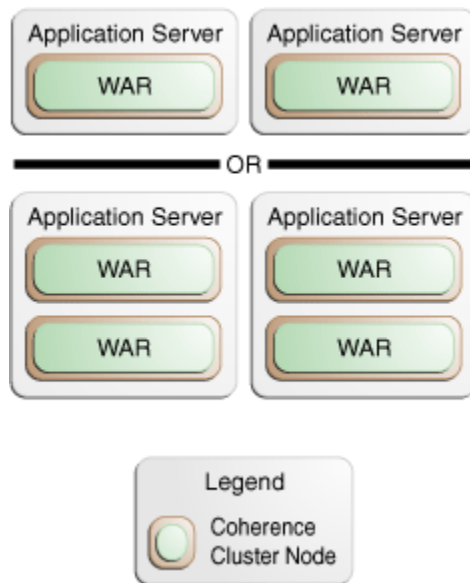 Application Server Application Server
WAR WAR
OR
Application Server Application Server
WAR WAR
WAR WAR
Legend
Coherence
Cluster Node